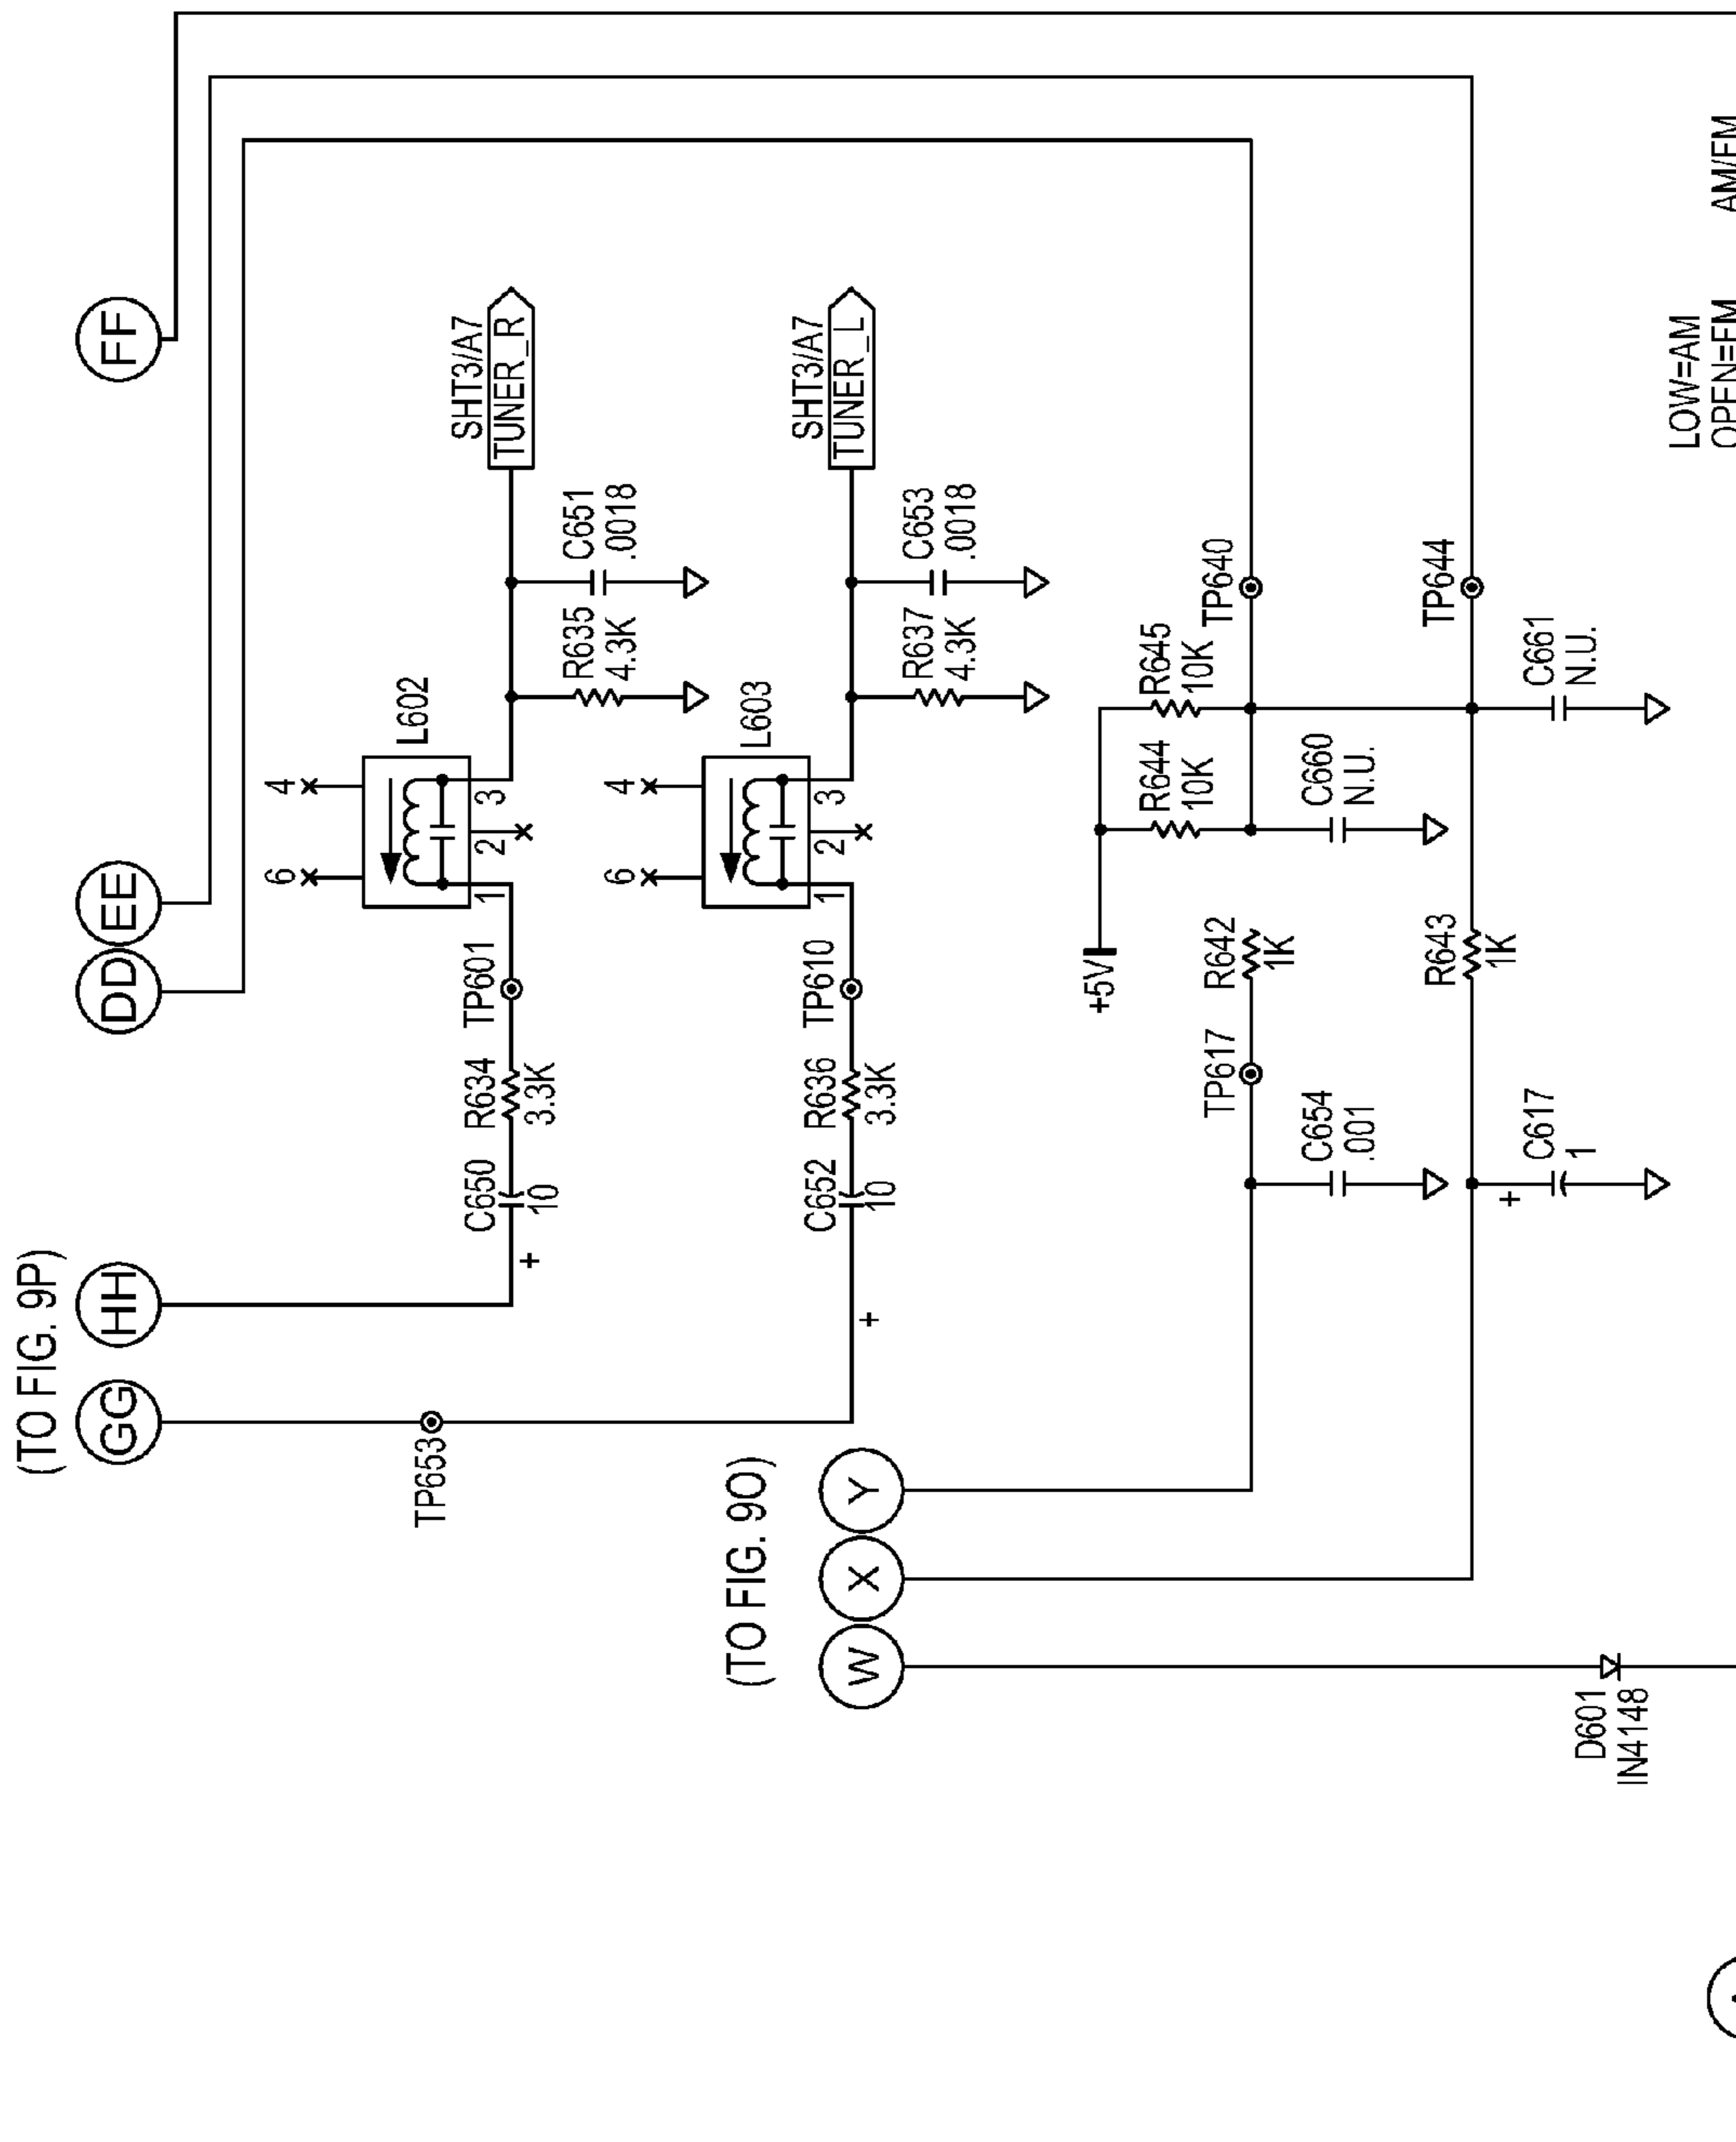 (TO FIG. 9P)
GG
HH
DD
EE
FF
TP653
C650
10
R634
3.3K
TP601
6
4
1
2
3
L602
R635
4.3K
C651
.0018
SHT3/A7
TUNER_R
(TO FIG. 9O)
W
X
Y
+
+
C652
10
R636
3.3K
TP610
6
4
1
2
3
L603
R637
4.3K
C653
.0018
SHT3/A7
TUNER_L
+5V
R644
10K
R645
10K
TP617
R642
1K
TP640
C654
.001
C660
N.U.
R643
1K
TP644
+
C617
1
C661
N.U.
D601
IN4148
LOW=AM
OPEN=FM
AM/FM